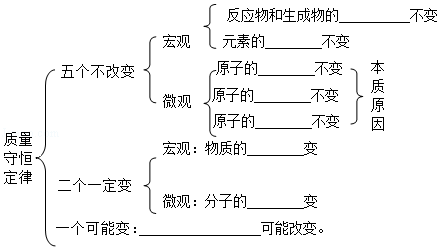 质量守恒定律
五个不改变
宏观
反应物和生成物的__________不变
元素的________不变
微观
原子的________不变
原子的________不变
原子的________不变
本质原因
二个一定变
宏观：物质的________变
微观：分子的________变
一个可能变：________________可能改变。